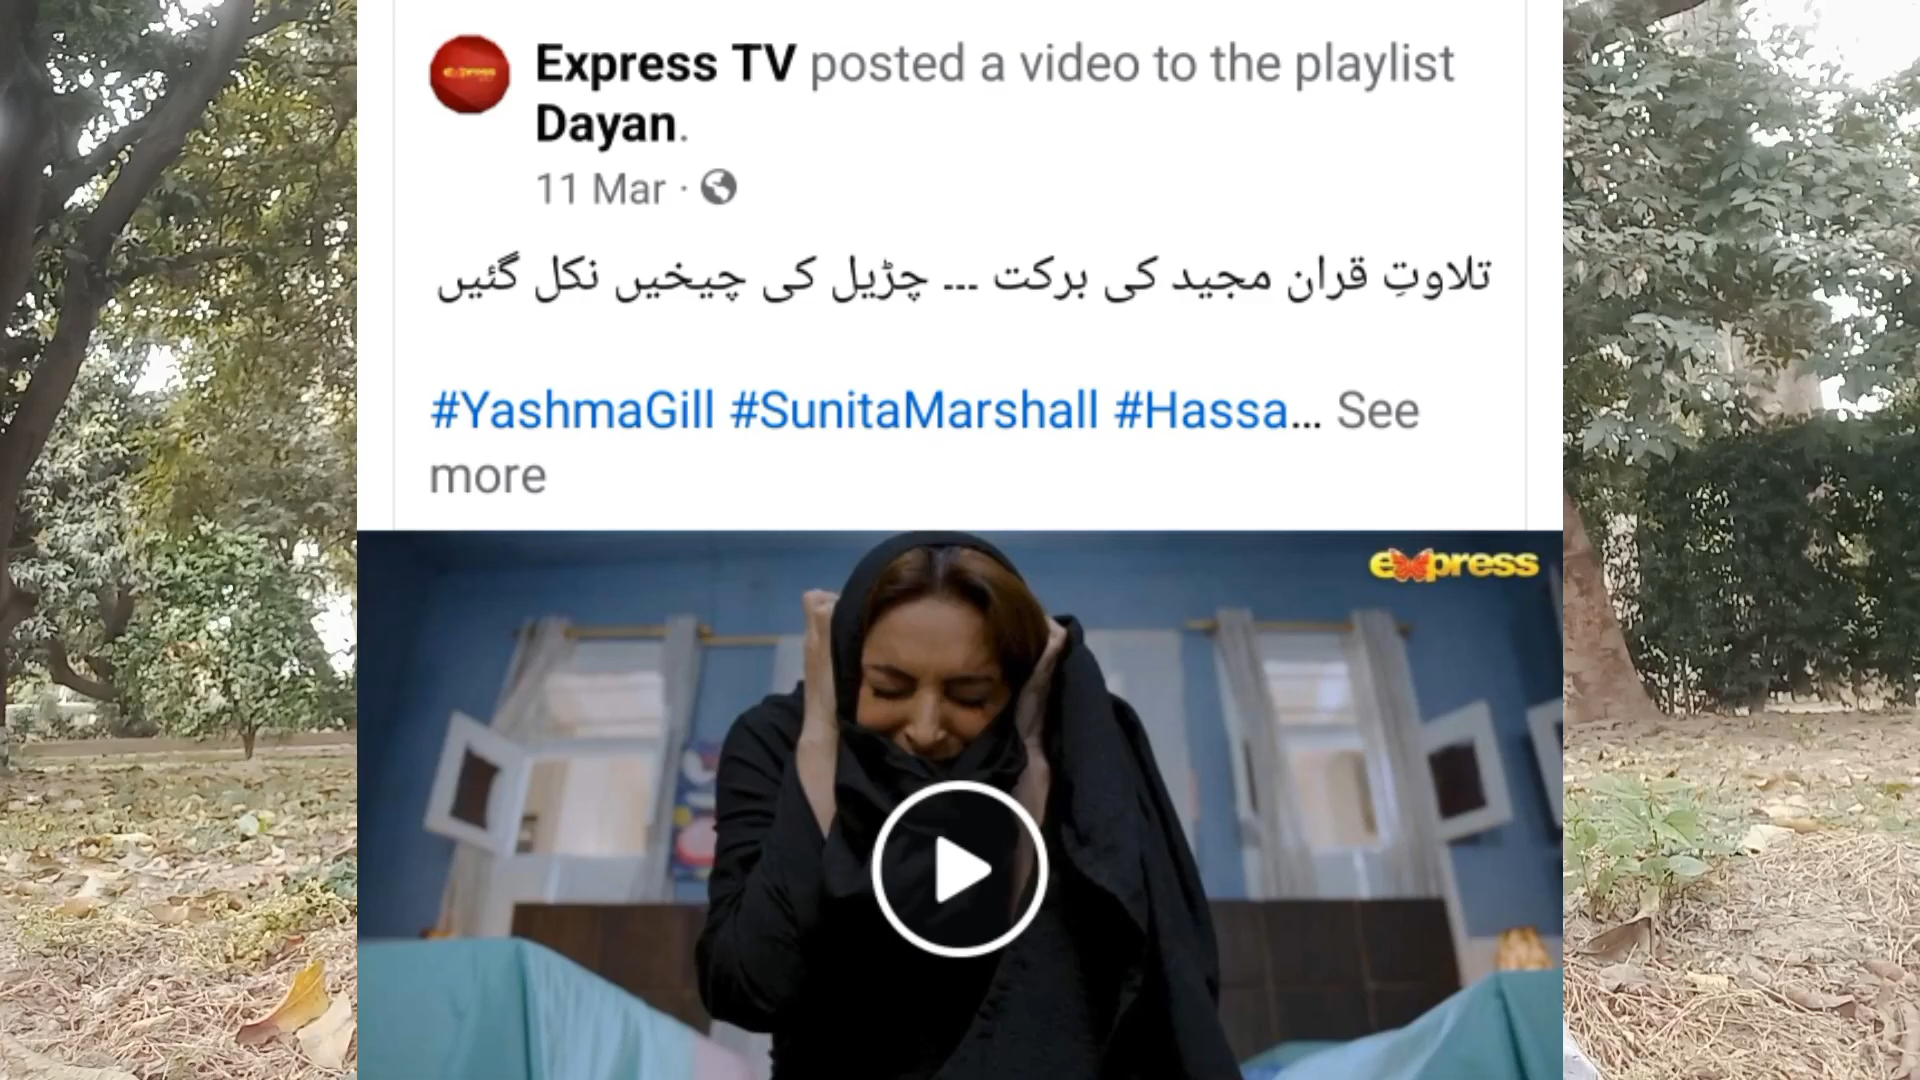 Express TV posted a video to the playlist
Dayan.
11 Mar ·
تلاوتِ قران مجید کی برکت --- چڑیل کی چیخیں نکل گئیں
#YashmaGill #SunitaMarshall #Hassa... See
more
express
express